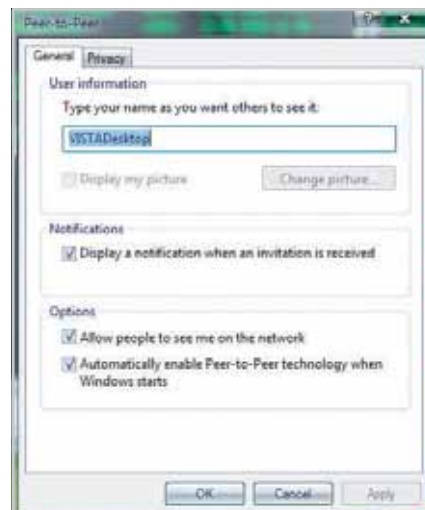 Peer-to-Peer
General Privacy
User information
Type your name as you want others to see it:
VISTADesktop
Display my picture Change picture...
Notifications
Display a notification when an invitation is received
Options
Allow people to see me on the network
Automatically enable Peer-to-Peer technology when
Windows starts
OK Cancel Apply